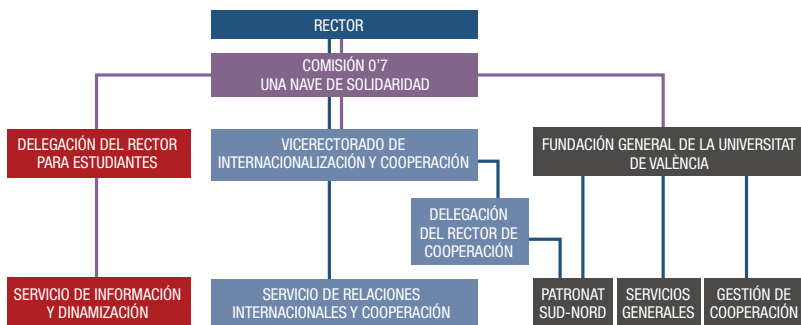 RECTOR
COMISIÓN 0'7
UNA NAVE DE SOLIDARIDAD
DELEGACIÓN DEL RECTOR
PARA ESTUDIANTES
VICERECTORADO DE
INTERNACIONALIZACIÓN Y COOPERACIÓN
FUNDACIÓN GENERAL DE LA UNIVERSITAT
DE VALÈNCIA
DELEGACIÓN
DEL RECTOR DE
COOPERACIÓN
SERVICIO DE INFORMACIÓN
Y DINAMIZACIÓN
SERVICIO DE RELACIONES
INTERNACIONALES Y COOPERACIÓN
PATRONAT
SUD-NORD
SERVICIOS
GENERALES
GESTIÓN DE
COOPERACIÓN